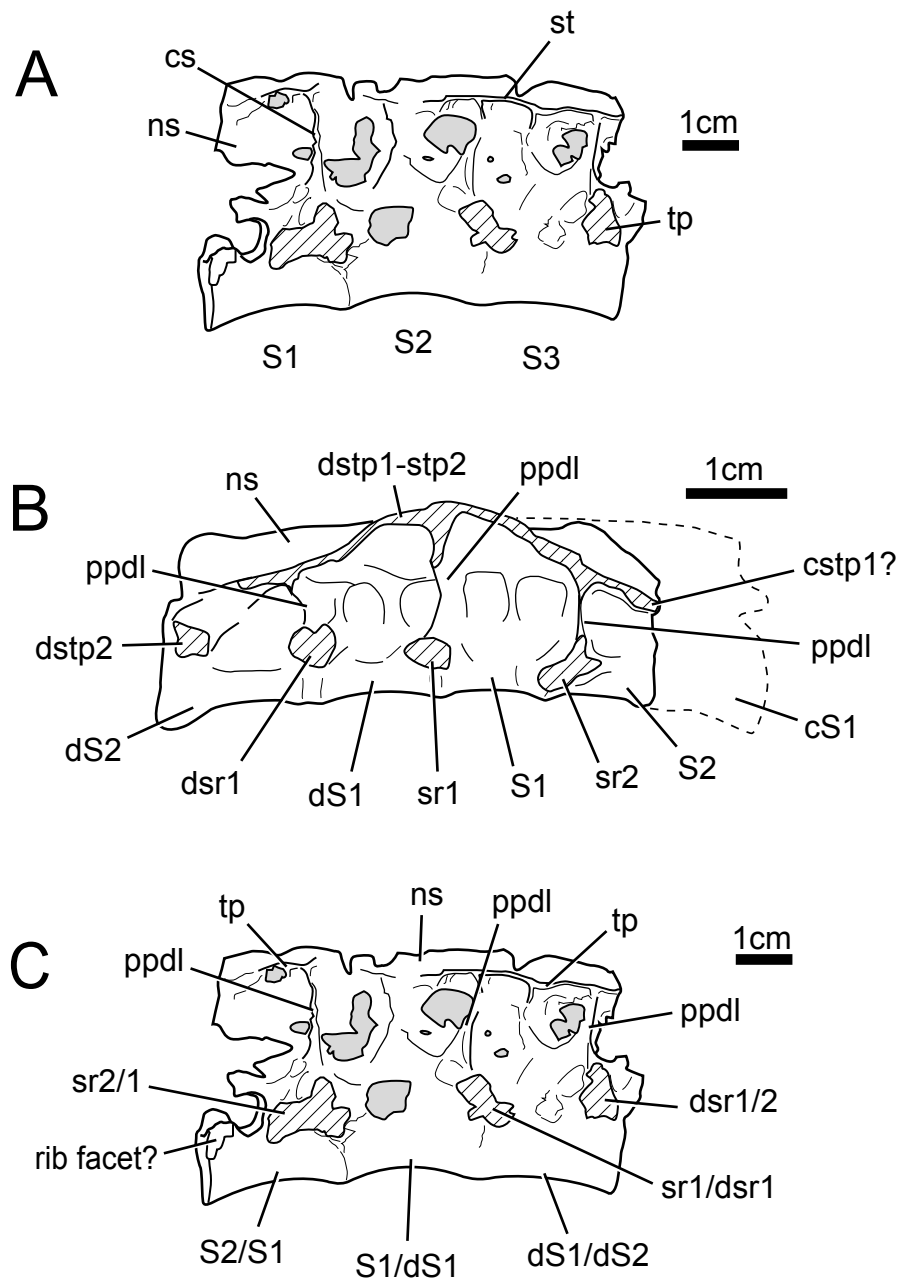 A
st
cs
ns
1cm
tp
S1
S2
S3
B
dstp1-stp2
ppdl
1cm
ns
ppdl
cstp1?
dstp2
ppdl
dS2
cS1
dsr1
dS1
sr1
S1
sr2
S2
C
tp
ns
ppdl
tp
1cm
ppdl
ppdl
sr2/1
dsr1/2
rib facet?
sr1/dsr1
S2/S1
S1/dS1
dS1/dS2